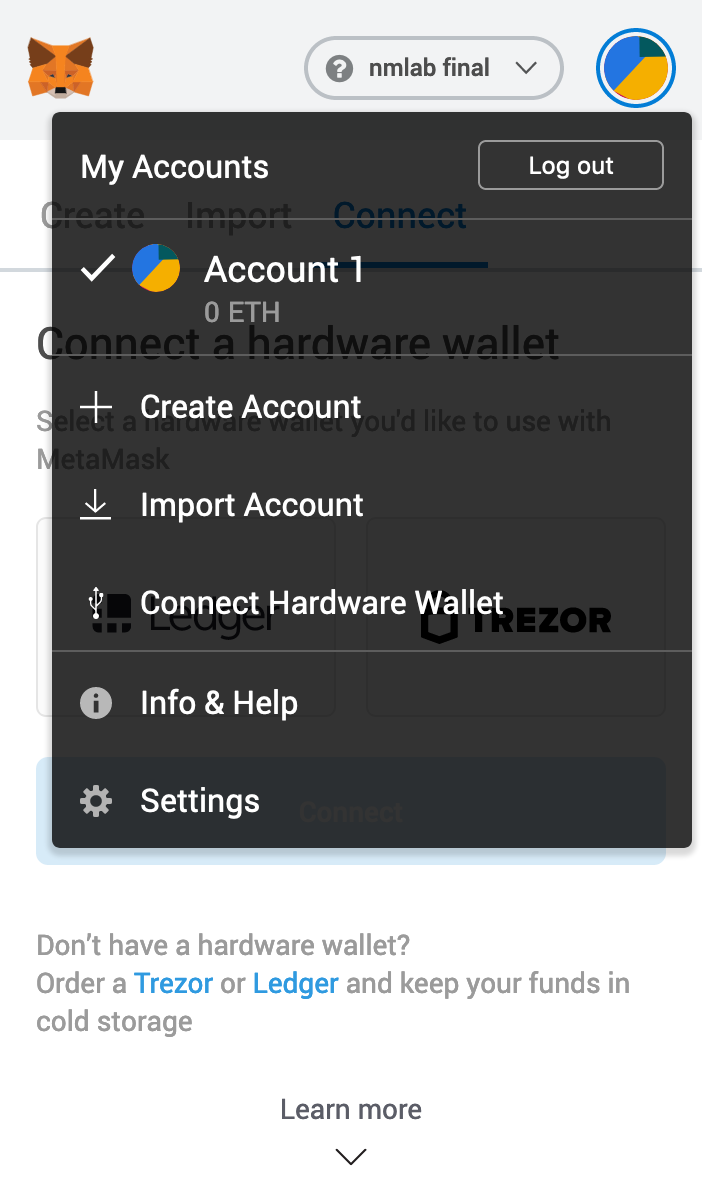 nmlab final
My Accounts
Log out
Create Import Connect
Account 1
0 ETH
Connect a hardware wallet
Create Account
Select a hardware wallet you'd like to use with
MetaMask
Import Account
Connect Hardware Wallet
Ledger TREZOR
Info & Help
Settings
Connect
Don't have a hardware wallet?
Order a Trezor or Ledger and keep your funds in
cold storage
Learn more